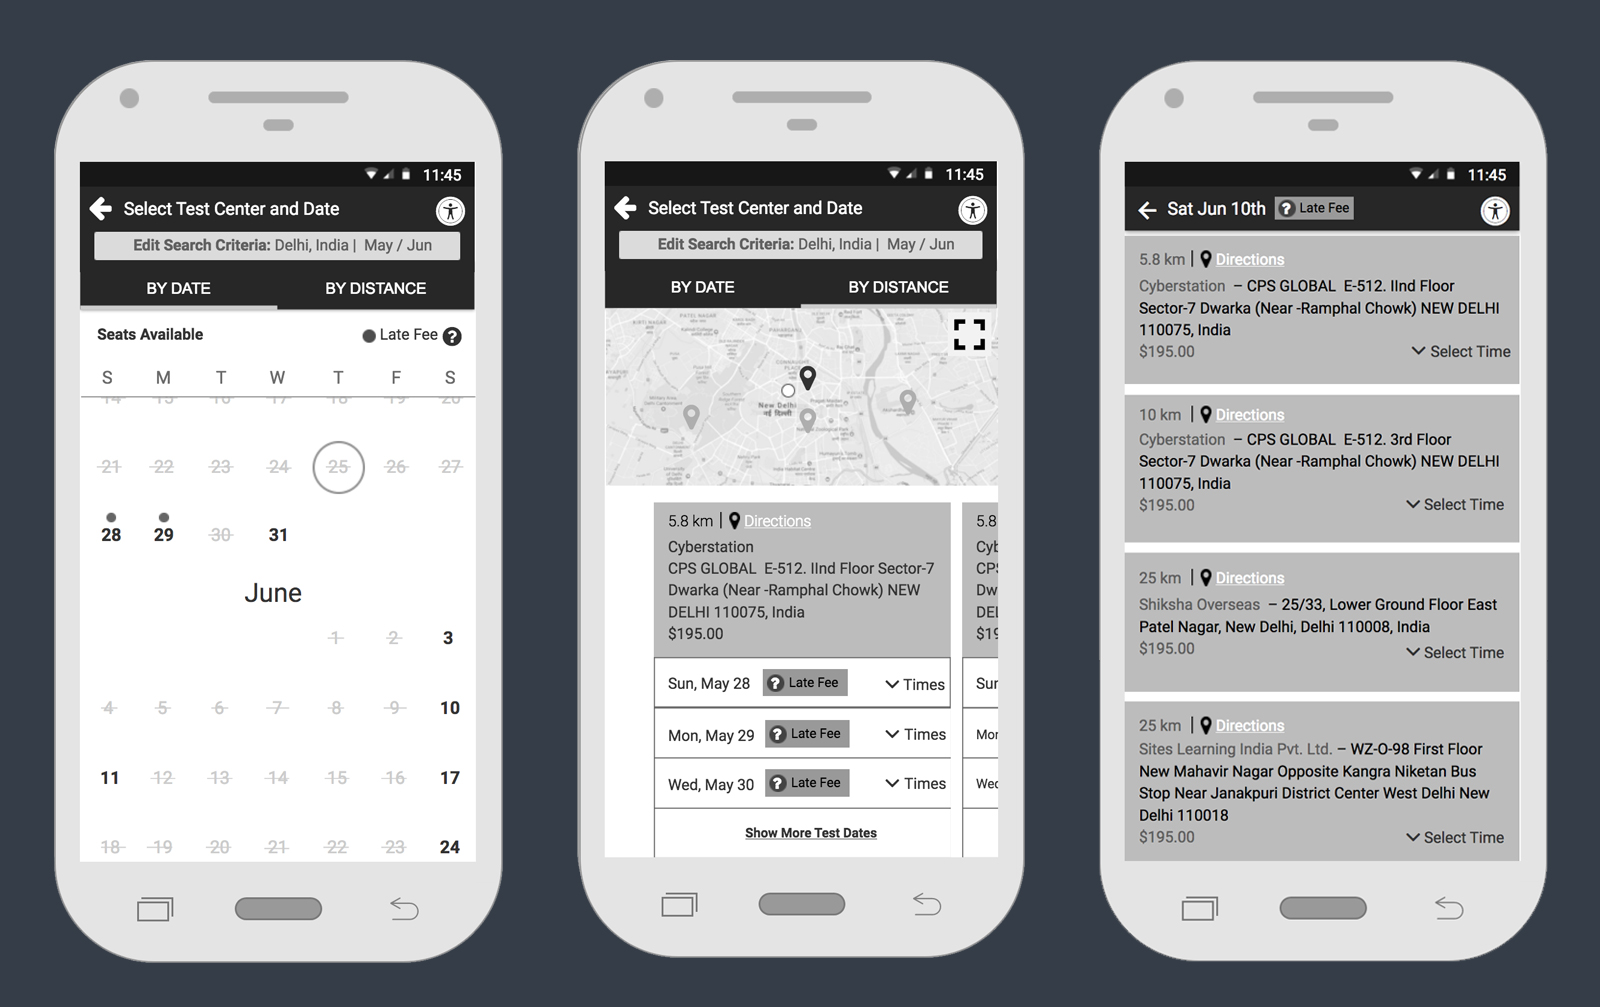 11:45
Select Test Center and Date
Edit Search Criteria: Delhi, India | May / Jun
BY DATE BY DISTANCE
Seats Available Late Fee ?
S M T W T F S
14 15 16 17 18 19 20
21 22 23 24 25 26 27
28 29 30 31
June
1 2 3
4 5 6 7 8 9 10
11 12 13 14 15 16 17
18 19 20 21 22 23 24
11:45
Select Test Center and Date
Edit Search Criteria: Delhi, India | May / Jun
BY DATE BY DISTANCE
New Delhi
नई दिल्ली
5.8 km | Directions
Cyberstation
CPS GLOBAL E-512. IInd Floor Sector-7
Dwarka (Near -Ramphal Chowk) NEW
DELHI 110075, India
$195.00
Sun, May 28 ? Late Fee Times
Mon, May 29 ? Late Fee Times
Wed, May 30 ? Late Fee Times
Show More Test Dates
5.8
Cyb
CPS
Dw
DEL
$19
Sun
Mon
Wed
11:45
Sat Jun 10th ? Late Fee
5.8 km | Directions
Cyberstation – CPS GLOBAL E-512. IInd Floor
Sector-7 Dwarka (Near -Ramphal Chowk) NEW DELHI
110075, India
$195.00 Select Time
10 km | Directions
Cyberstation – CPS GLOBAL E-512. 3rd Floor
Sector-7 Dwarka (Near -Ramphal Chowk) NEW DELHI
110075, India
$195.00 Select Time
25 km | Directions
Shiksha Overseas – 25/33, Lower Ground Floor East
Patel Nagar, New Delhi, Delhi 110008, India
$195.00 Select Time
25 km | Directions
Sites Learning India Pvt. Ltd. – WZ-O-98 First Floor
New Mahavir Nagar Opposite Kangra Niketan Bus
Stop Near Janakpuri District Center West Delhi New
Delhi 110018
$195.00 Select Time